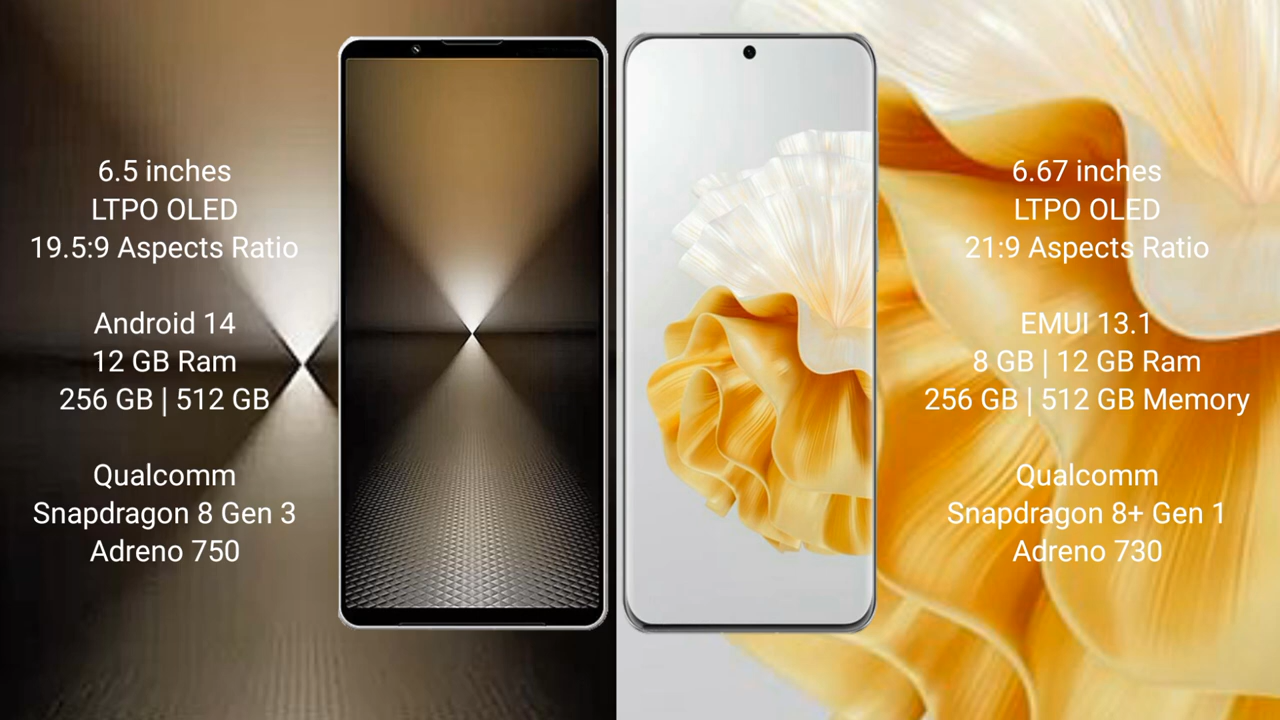 6.5 inches
LTPO OLED
19.5:9 Aspects Ratio
Android 14
12 GB Ram
256 GB | 512 GB
Qualcomm
Snapdragon 8 Gen 3
Adreno 750
6.67 inches
LTPO OLED
21:9 Aspects Ratio
EMUI 13.1
8 GB | 12 GB Ram
256 GB | 512 GB Memory
Qualcomm
Snapdragon 8+ Gen 1
Adreno 730